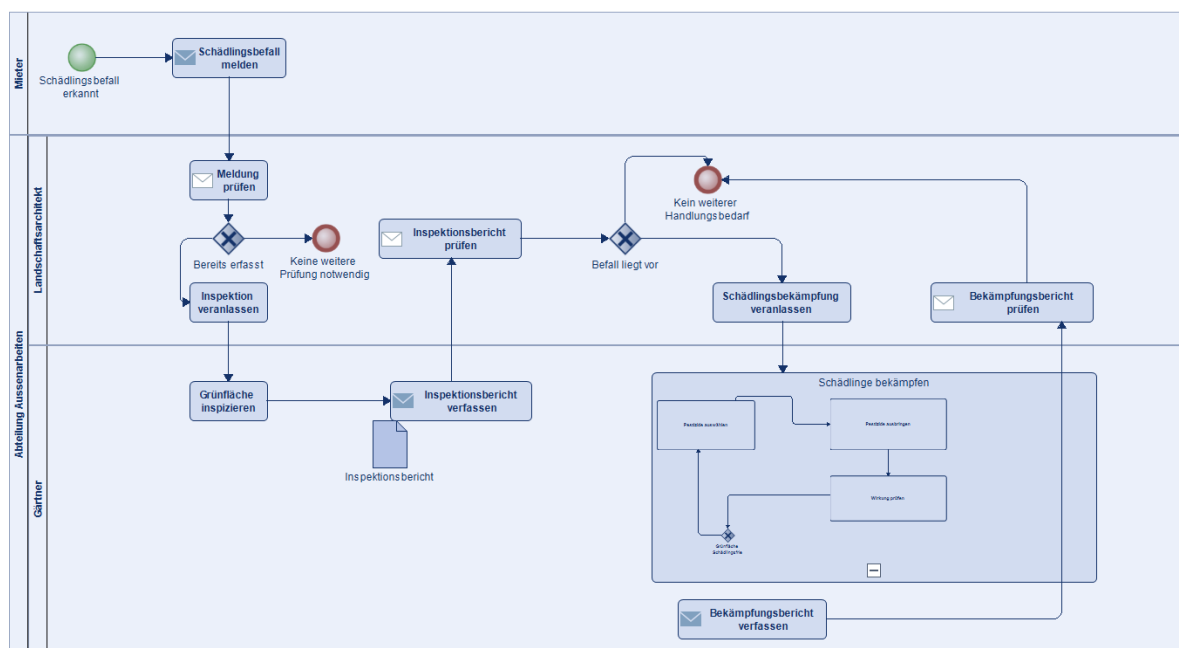 Mieter
Schädlingsbefall
erkannt
Schädlingsbefall
melden
Abteilung Aussenarbeiten
Landschaftsarchitekt
Meldung
prüfen
Bereits erfasst
Keine weitere
Prüfung notwendig
Inspektion
veranlassen
Inspektionsbericht
prüfen
Befall liegt vor
Kein weiterer
Handlungsbedarf
Schädlingsbekämpfung
veranlassen
Bekämpfungsbericht
prüfen
Gärtner
Grünfläche
inspizieren
Inspektionsbericht
verfassen
Inspektionsbericht
Schädlinge bekämpfen
Pestizide auswählen
Pestizide ausbringen
Wirkung prüfen
Grünfläche
Schädlingsfrei
Bekämpfungsbericht
verfassen